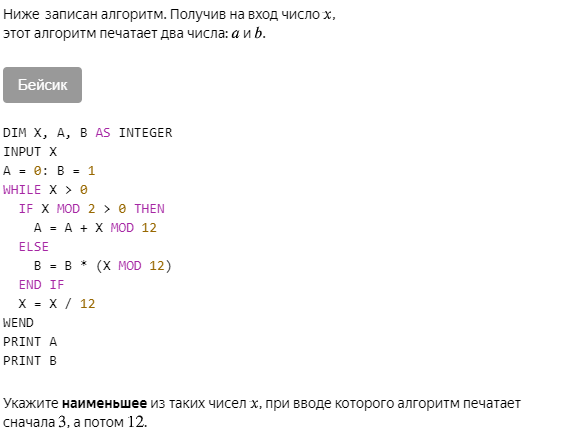 Ниже записан алгоритм. Получив на вход число x,
этот алгоритм печатает два числа: a и b.
Бейсик
DIM X, A, B AS INTEGER
INPUT X
A = 0: B = 1
WHILE X > 0
  IF X MOD 2 > 0 THEN
    A = A + X MOD 12
  ELSE
    B = B * (X MOD 12)
  END IF
  X = X / 12
WEND
PRINT A
PRINT B
Укажите наименьшее из таких чисел x, при вводе которого алгоритм печатает
сначала 3, а потом 12.